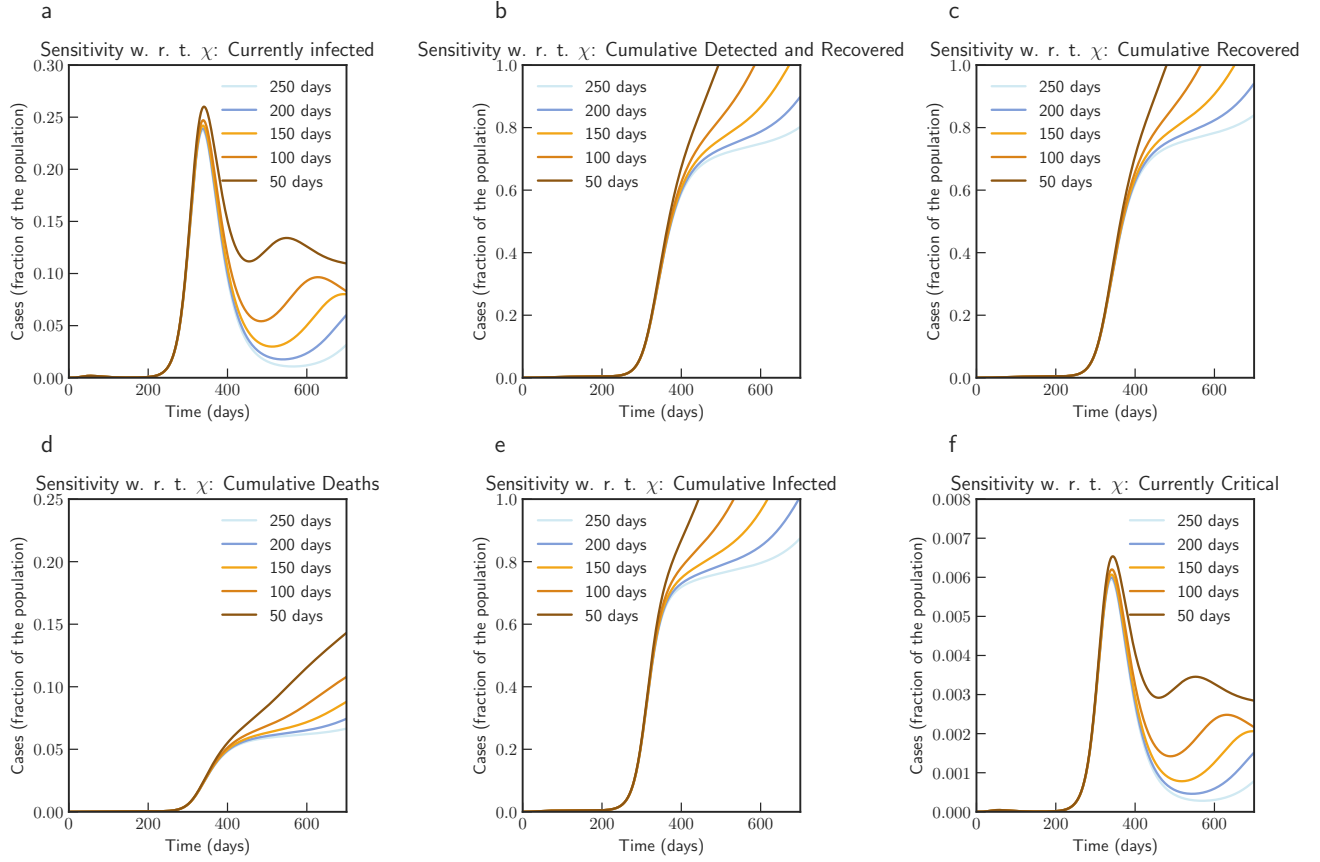 a
Sensitivity w. r. t. χ: Currently infected
Cases (fraction of the population)
0.30
0.25
0.20
0.15
0.10
0.05
0.00
250 days
200 days
150 days
100 days
50 days
0 200 400 600
Time (days)
b
Sensitivity w. r. t. χ: Cumulative Detected and Recovered
Cases (fraction of the population)
1.0
0.8
0.6
0.4
0.2
0.0
250 days
200 days
150 days
100 days
50 days
0 200 400 600
Time (days)
c
Sensitivity w. r. t. χ: Cumulative Recovered
Cases (fraction of the population)
1.0
0.8
0.6
0.4
0.2
0.0
250 days
200 days
150 days
100 days
50 days
0 200 400 600
Time (days)
d
Sensitivity w. r. t. χ: Cumulative Deaths
Cases (fraction of the population)
0.25
0.20
0.15
0.10
0.05
0.00
250 days
200 days
150 days
100 days
50 days
0 200 400 600
Time (days)
e
Sensitivity w. r. t. χ: Cumulative Infected
Cases (fraction of the population)
1.0
0.8
0.6
0.4
0.2
0.0
250 days
200 days
150 days
100 days
50 days
0 200 400 600
Time (days)
f
Sensitivity w. r. t. χ: Currently Critical
Cases (fraction of the population)
0.008
0.007
0.006
0.005
0.004
0.003
0.002
0.001
0.000
250 days
200 days
150 days
100 days
50 days
0 200 400 600
Time (days)